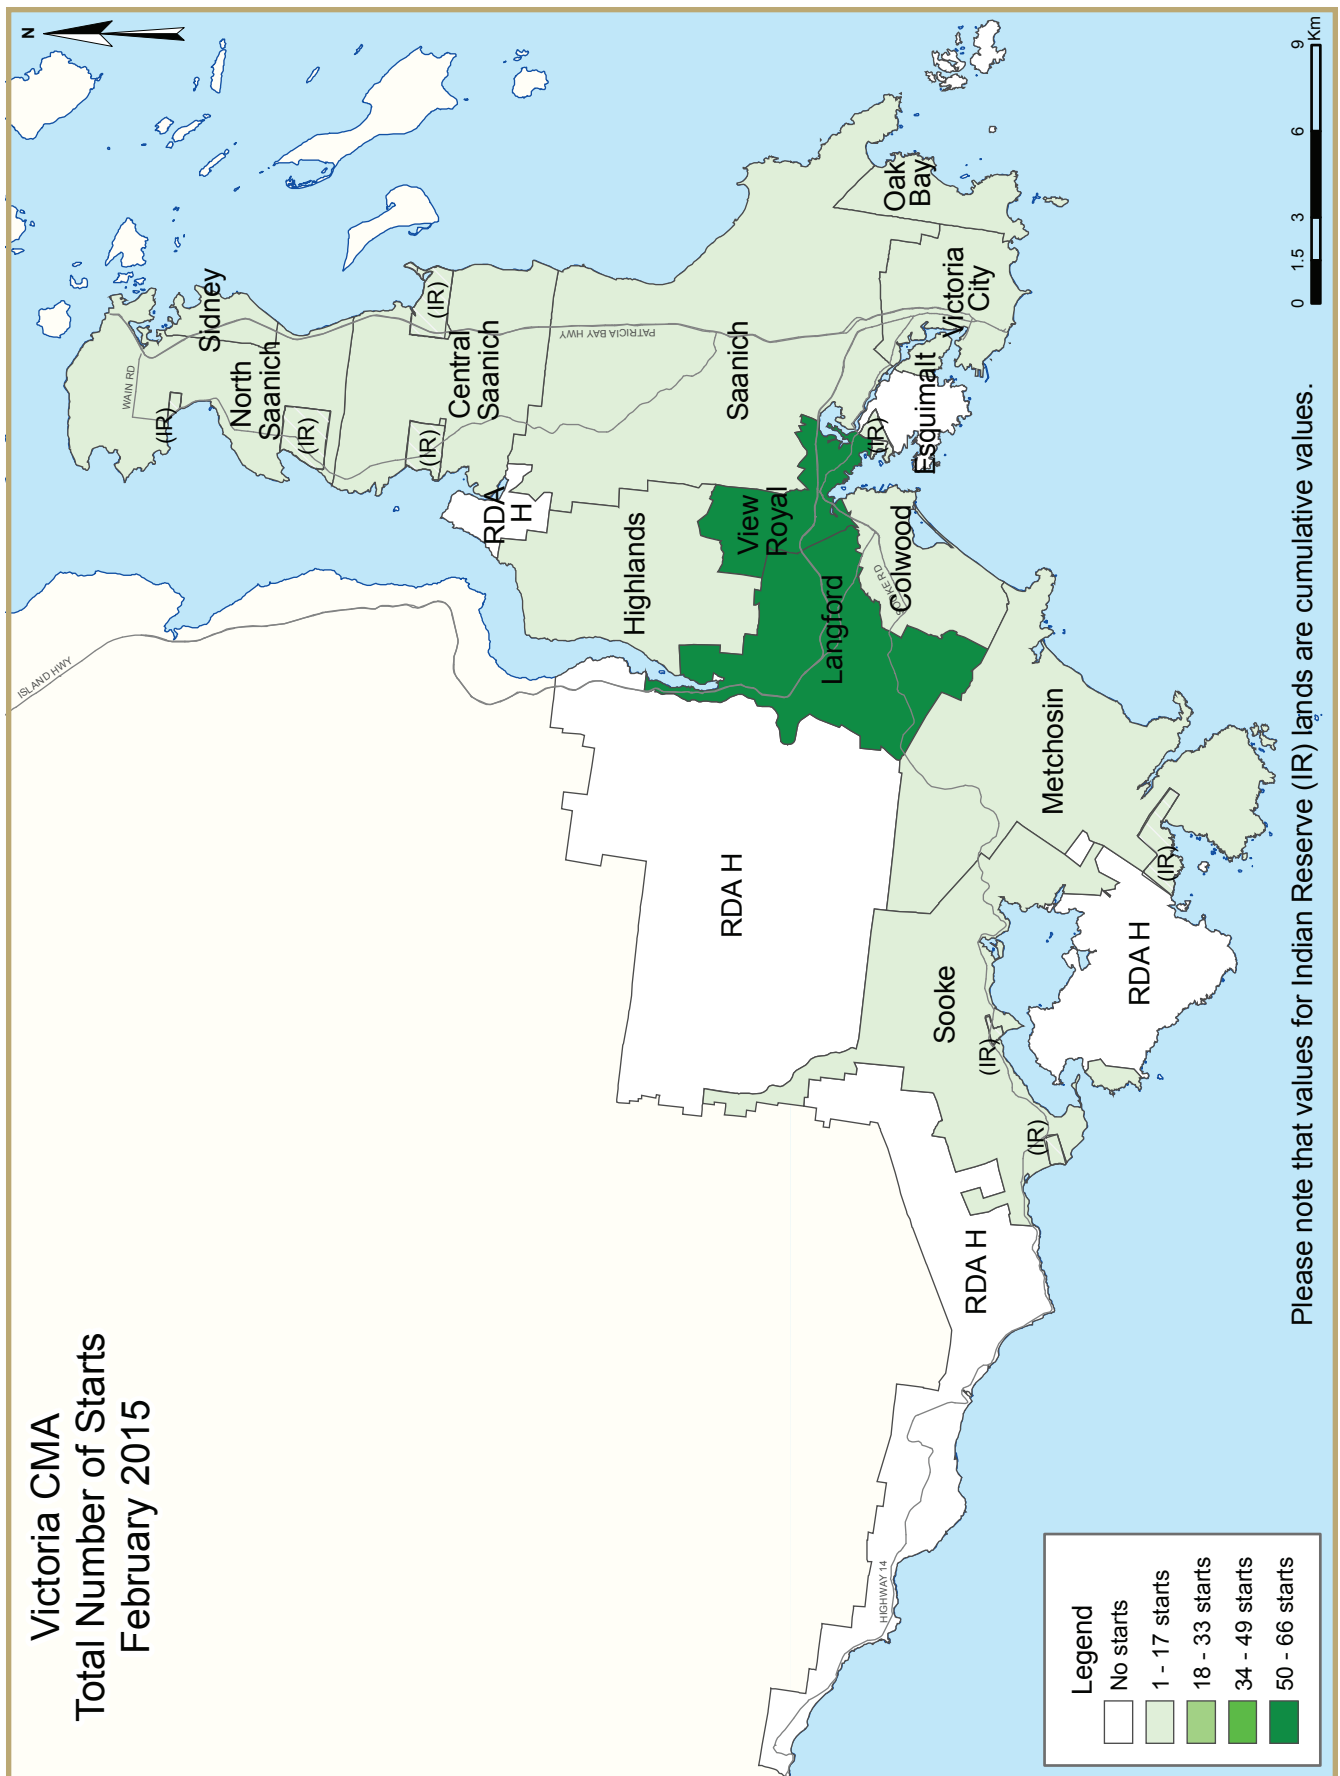 Victoria CMA
Total Number of Starts
February 2015
N
ISLAND HWY
WAIN RD
Sidney
North
Saanich
(IR)
(IR)
(IR)
(IR)
Central
Saanich
PATRICIA BAY HWY
RDA
H
Highlands
Saanich
View
Royal
Langford
Colwood
SOOKE RD
Oak
Bay
Victoria
City
Esquimalt
(IR)
Metchosin
(IR)
RDA H
Sooke
(IR)
(IR)
RDA H
RDA H
HIGHWAY 14
Legend
No starts
1 - 17 starts
18 - 33 starts
34 - 49 starts
50 - 66 starts
0 1.5 3 6 9
Km
Please note that values for Indian Reserve (IR) lands are cumulative values.